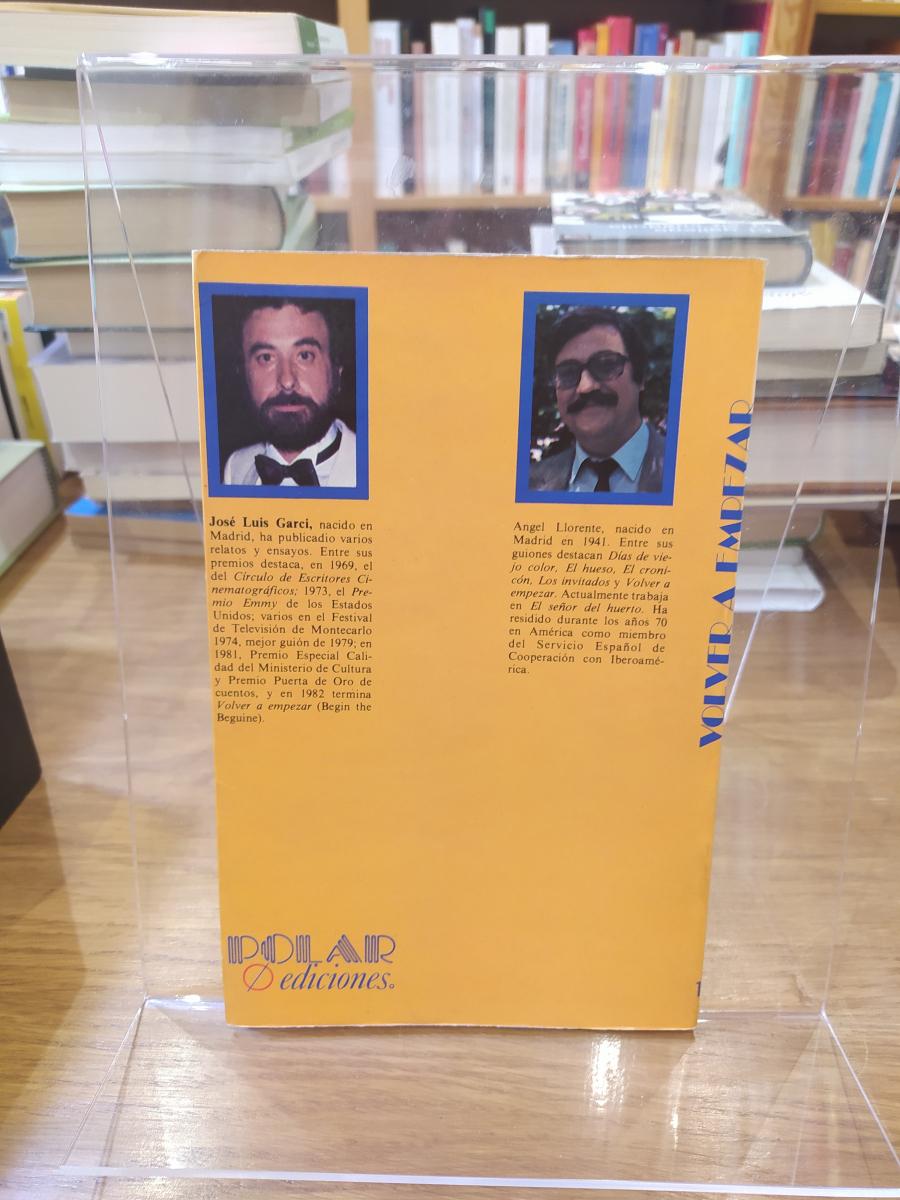 José Luis Garci, nacido en
Madrid, ha publicadio varios
relatos y ensayos. Entre sus
premios destaca, en 1969, el
del Círculo de Escritores Ci-
nematográficos; 1973, el Pre-
mio Emmy de los Estados
Unidos; varios en el Festival
de Televisión de Montecarlo
1974, mejor guión de 1979; en
1981, Premio Especial Cali-
dad del Ministerio de Cultura
y Premio Puerta de Oro de
cuentos, y en 1982 termina
Volver a empezar (Begin the
Beguine).
Angel Llorente, nacido en
Madrid en 1941. Entre sus
guiones destacan Días de vie-
jo color, El hueso, El croni-
cón, Los invitados y Volver a
empezar. Actualmente trabaja
en El señor del huerto. Ha
residido durante los años 70
en América como miembro
del Servicio Español de
Cooperación con Iberoamé-
rica.
VOLVER A EMPEZAR
POLAR
ediciones.
1